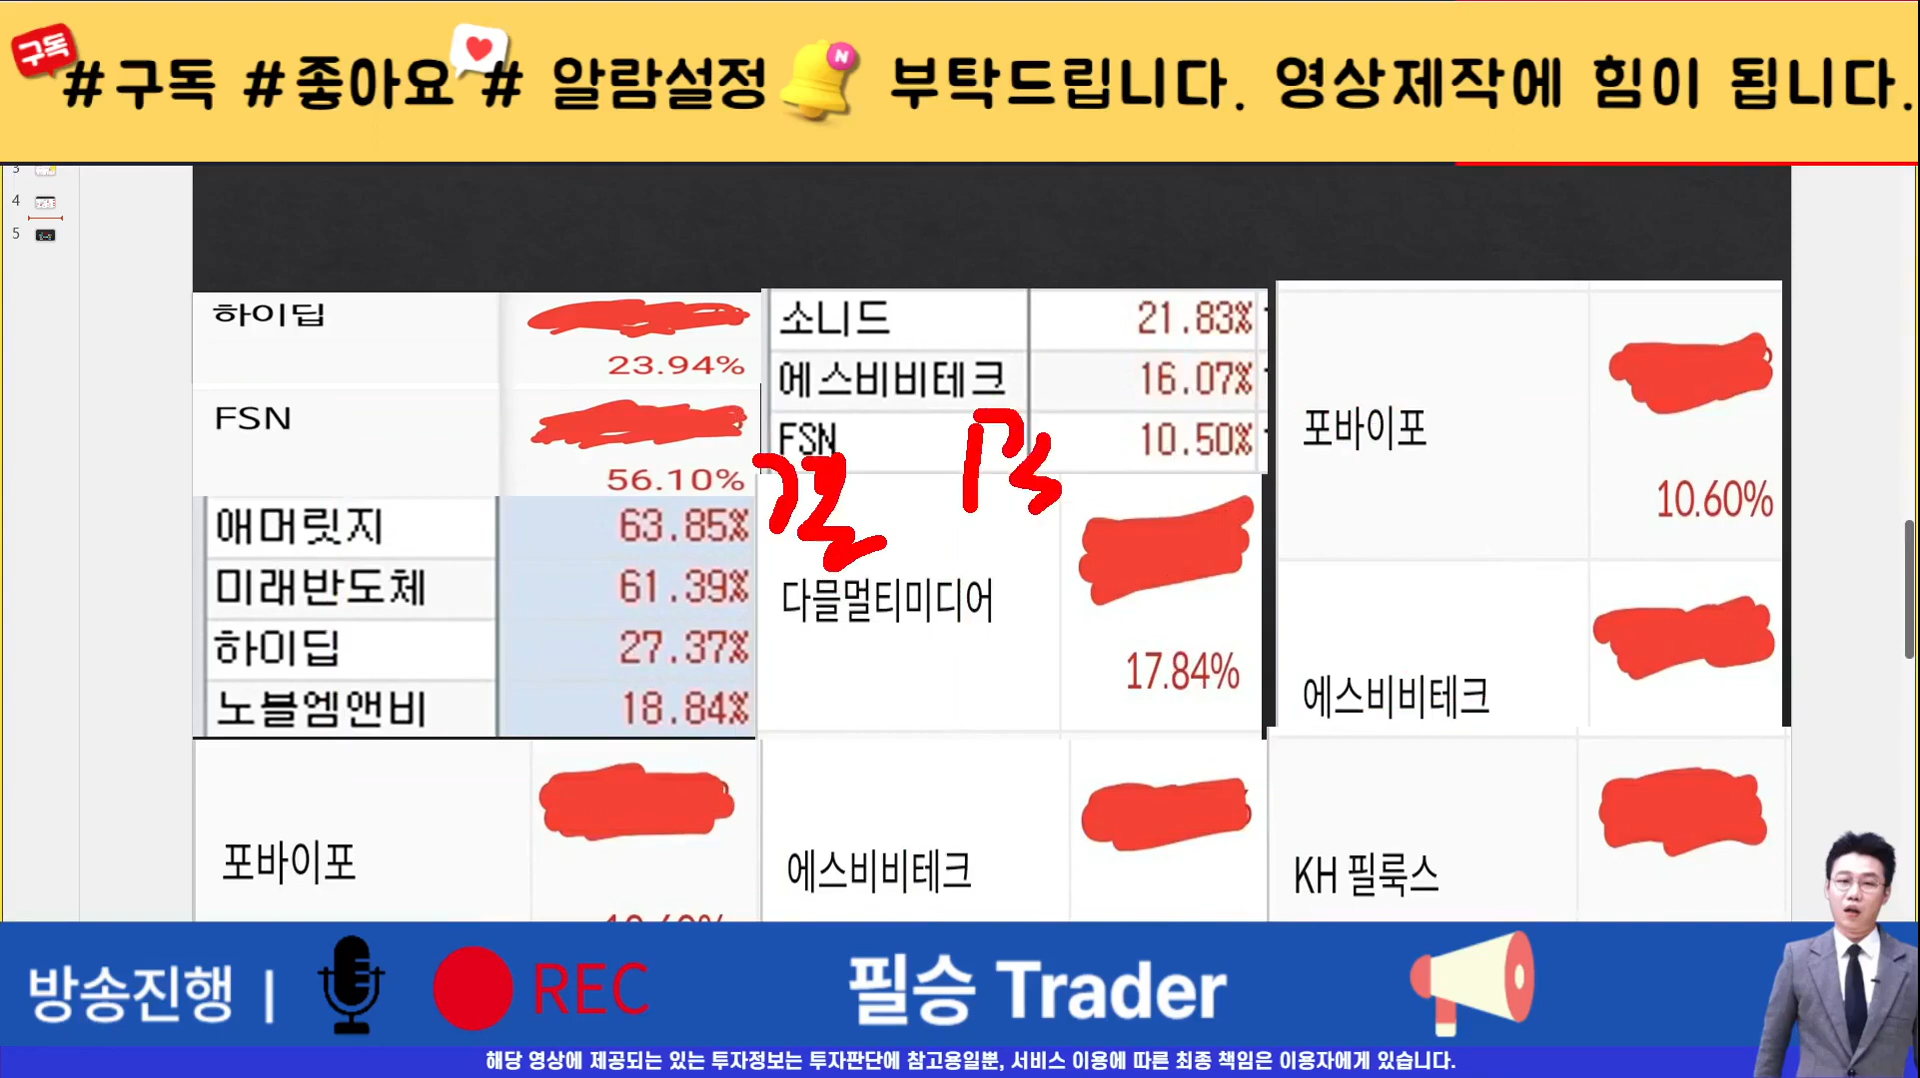 구독
#구독 #좋아요 # 알람설정 N 부탁드립니다. 영상제작에 힘이 됩니다.
3
4
5
하이딥
23.94%
FSN
56.10%
애머릿지 63.85%
미래반도체 61.39%
하이딥 27.37%
노블엠앤비 18.84%
소니드 21.83%
에스비비테크 16.07%
FSN 10.50%
다믈멀티미디어
17.84%
포바이포
10.60%
에스비비테크
포바이포
에스비비테크
KH 필룩스
방송진행 | REC 필승 Trader
해당 영상에 제공되는 있는 투자정보는 투자판단에 참고용일뿐, 서비스 이용에 따른 최종 책임은 이용자에게 있습니다.